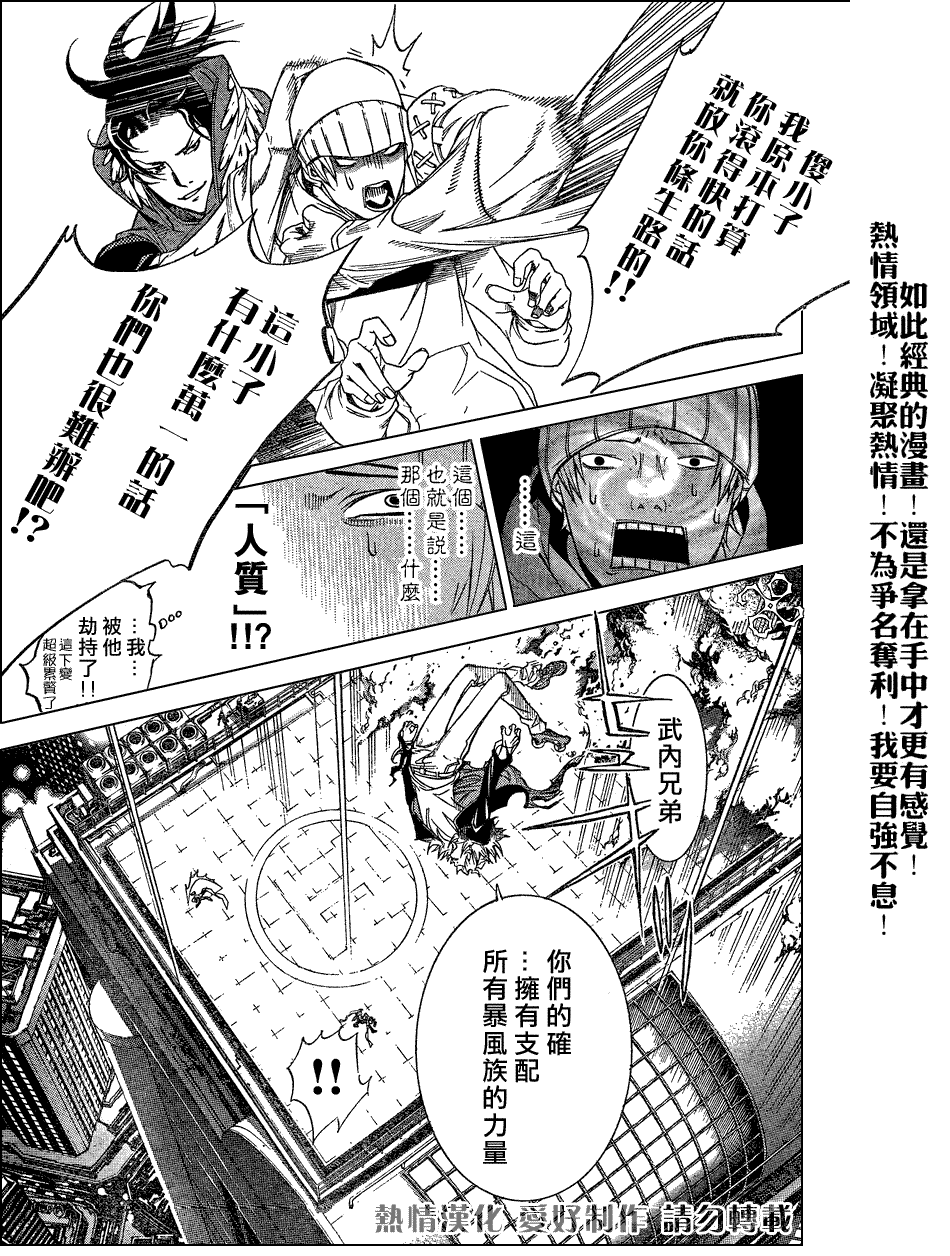 傻小子
我原本打算
你滾得快的話
就放你條生路的!!
這小子
有什麼萬一的話
你們也很難辦吧!?
……這
這個……
也就是説……
那個……什麼
「人質」!!?
…我…
被他
劫持了!!
這下變
超級累贅了
武內兄弟
你們的確
…擁有支配
所有暴風族的力量
!!
如此經典的漫畫！還是拿在手中才更有感覺！
熱情領域！凝聚熱情！不為爭名奪利！我要自強不息！
熱情漢化 愛好制作 請勿轉載